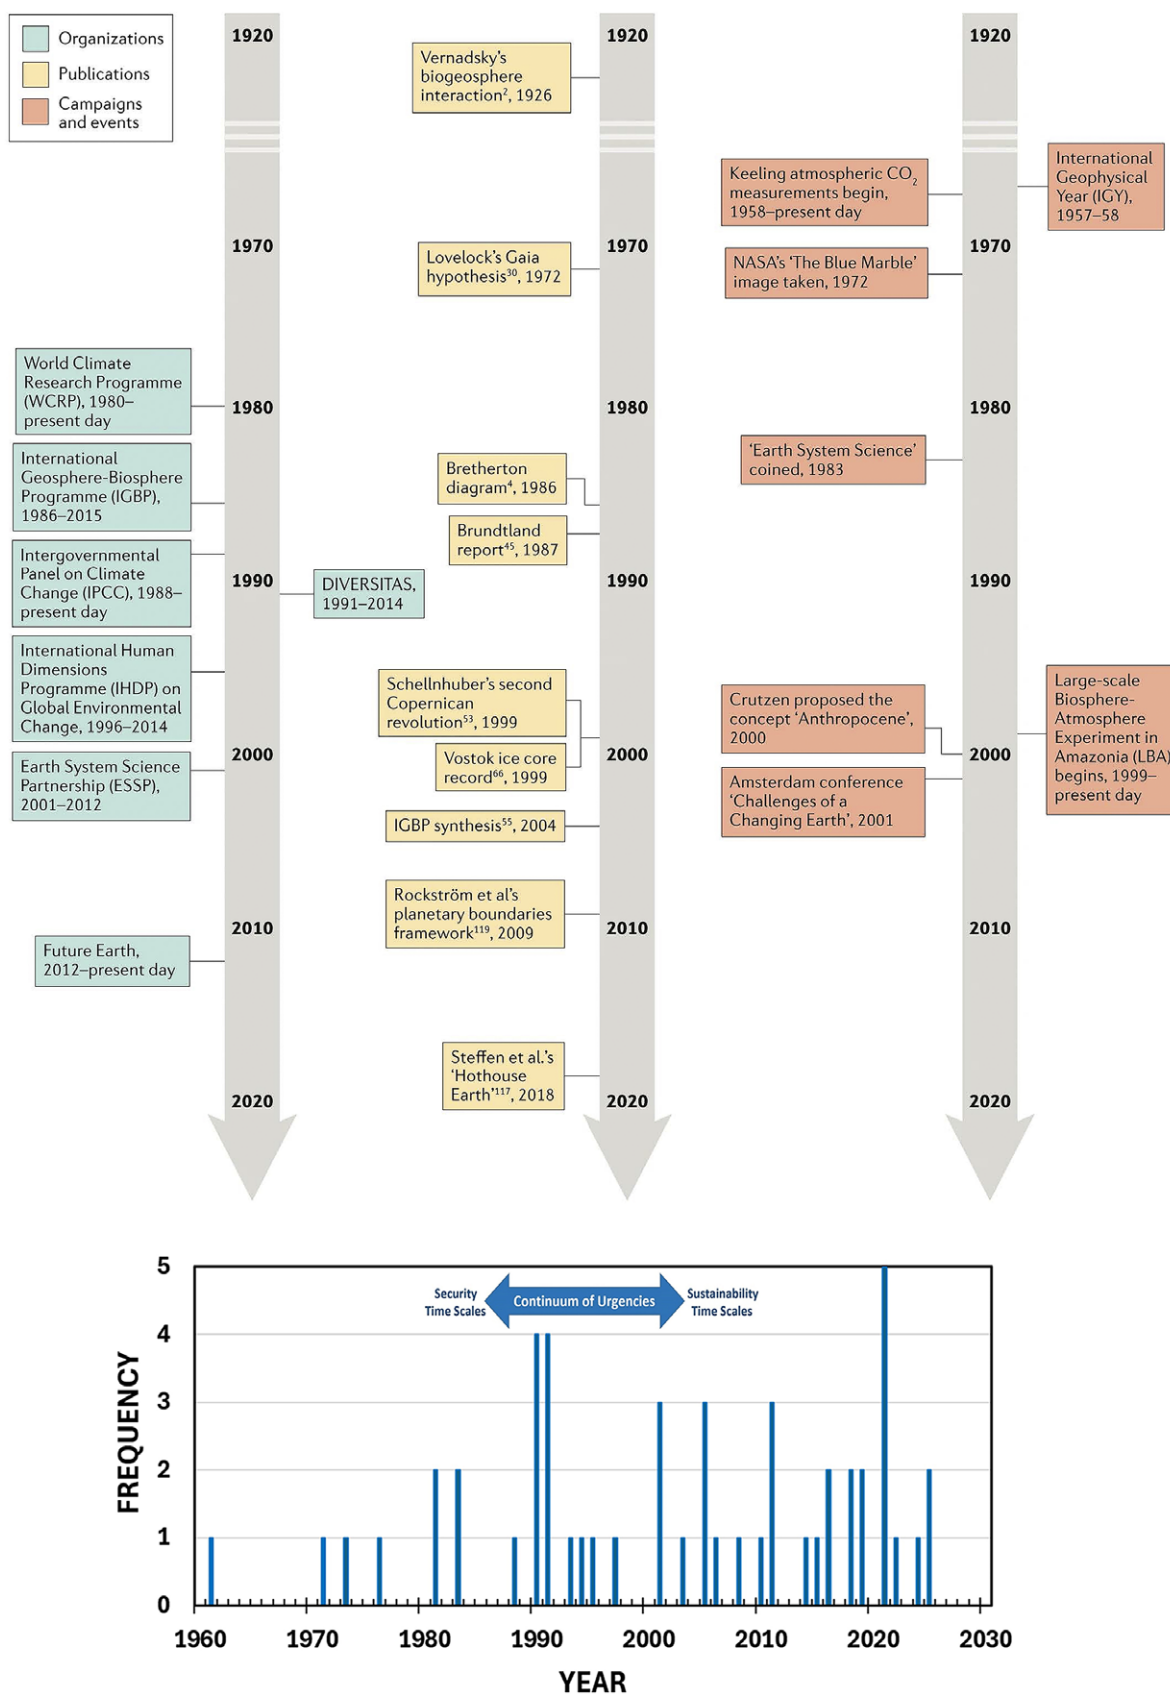 Organizations
Publications
Campaigns
and events
1920
1970
1980
1990
2000
2010
2020
World Climate
Research Programme
(WCRP), 1980–
present day
International
Geosphere-Biosphere
Programme (IGBP),
1986–2015
Intergovernmental
Panel on Climate
Change (IPCC), 1988–
present day
DIVERSITAS,
1991–2014
International Human
Dimensions
Programme (IHDP) on
Global Environmental
Change, 1996–2014
Earth System Science
Partnership (ESSP),
2001–2012
Future Earth,
2012–present day
1920
1970
1980
1990
2000
2010
2020
Vernadsky’s
biogeosphere
interaction², 1926
Lovelock’s Gaia
hypothesis³⁰, 1972
Bretherton
diagram⁴, 1986
Brundtland
report⁴⁵, 1987
Schellnhuber’s second
Copernican
revolution⁵³, 1999
Vostok ice core
record⁶⁶, 1999
IGBP synthesis⁵⁵, 2004
Rockström et al’s
planetary boundaries
framework¹¹⁹, 2009
Steffen et al.’s
‘Hothouse
Earth’¹¹⁷, 2018
1920
1970
1980
1990
2000
2010
2020
Keeling atmospheric CO₂
measurements begin,
1958–present day
International
Geophysical
Year (IGY),
1957–58
NASA’s ‘The Blue Marble’
image taken, 1972
‘Earth System Science’
coined, 1983
Crutzen proposed the
concept ‘Anthropocene’,
2000
Amsterdam conference
‘Challenges of a
Changing Earth’, 2001
Large-scale
Biosphere-
Atmosphere
Experiment in
Amazonia (LBA)
begins, 1999–
present day
5
4
3
2
1
0
FREQUENCY
Security
Time Scales
Continuum of Urgencies
Sustainability
Time Scales
1960 1970 1980 1990 2000 2010 2020 2030
YEAR